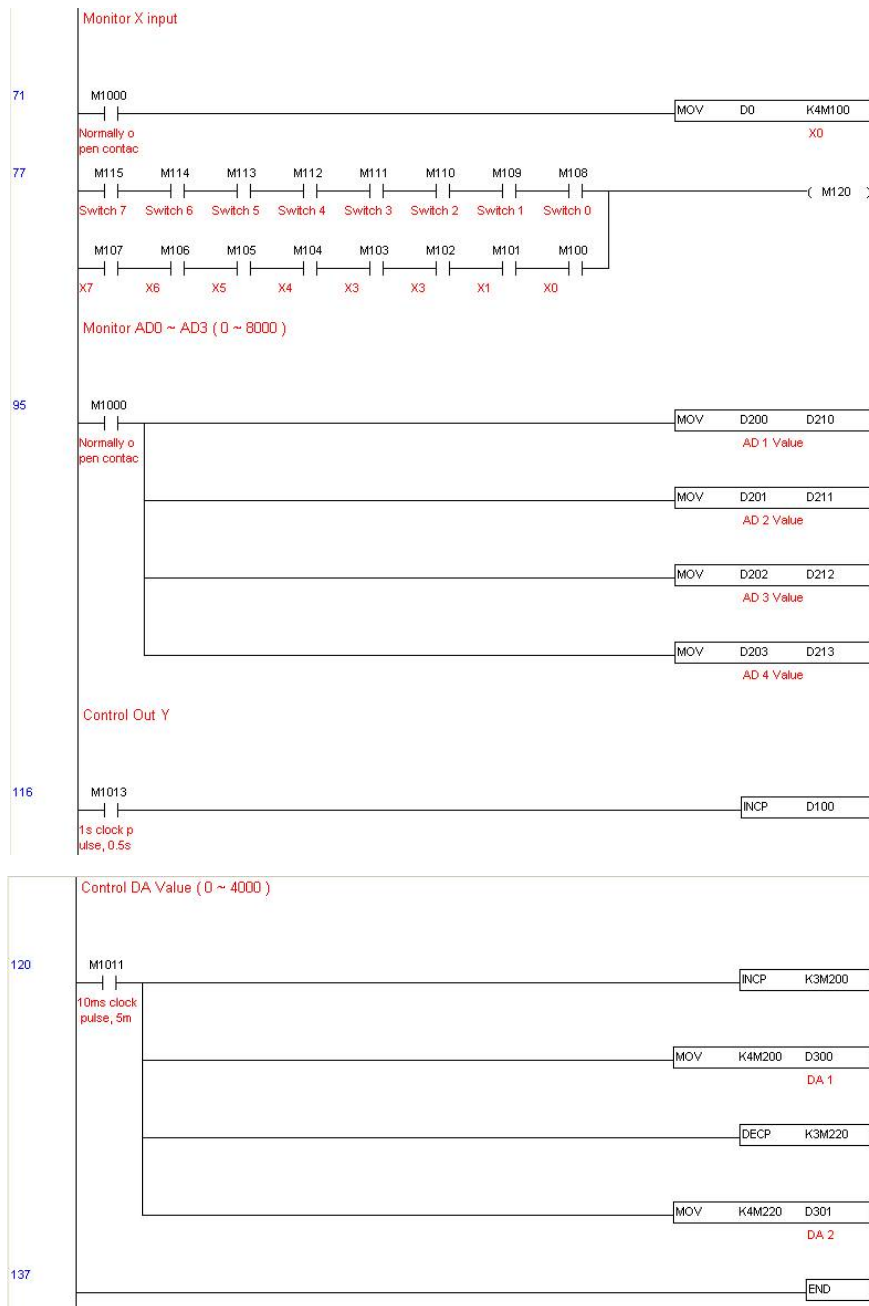 Monitor X input
71 M1000
MOV D0 K4M100
Normally o
pen contac
X0
77 M115 M114 M113 M112 M111 M110 M109 M108
( M120 )
Switch 7 Switch 6 Switch 5 Switch 4 Switch 3 Switch 2 Switch 1 Switch 0
M107 M106 M105 M104 M103 M102 M101 M100
X7 X6 X5 X4 X3 X3 X1 X0
Monitor AD0 ~ AD3 ( 0 ~ 8000 )
95 M1000
MOV D200 D210
Normally o
pen contac
AD 1 Value
MOV D201 D211
AD 2 Value
MOV D202 D212
AD 3 Value
MOV D203 D213
AD 4 Value
Control Out Y
116 M1013
INCP D100
1s clock p
ulse, 0.5s
Control DA Value ( 0 ~ 4000 )
120 M1011
INCP K3M200
10ms clock
pulse, 5m
MOV K4M200 D300
DA 1
DECP K3M220
MOV K4M220 D301
DA 2
137
END